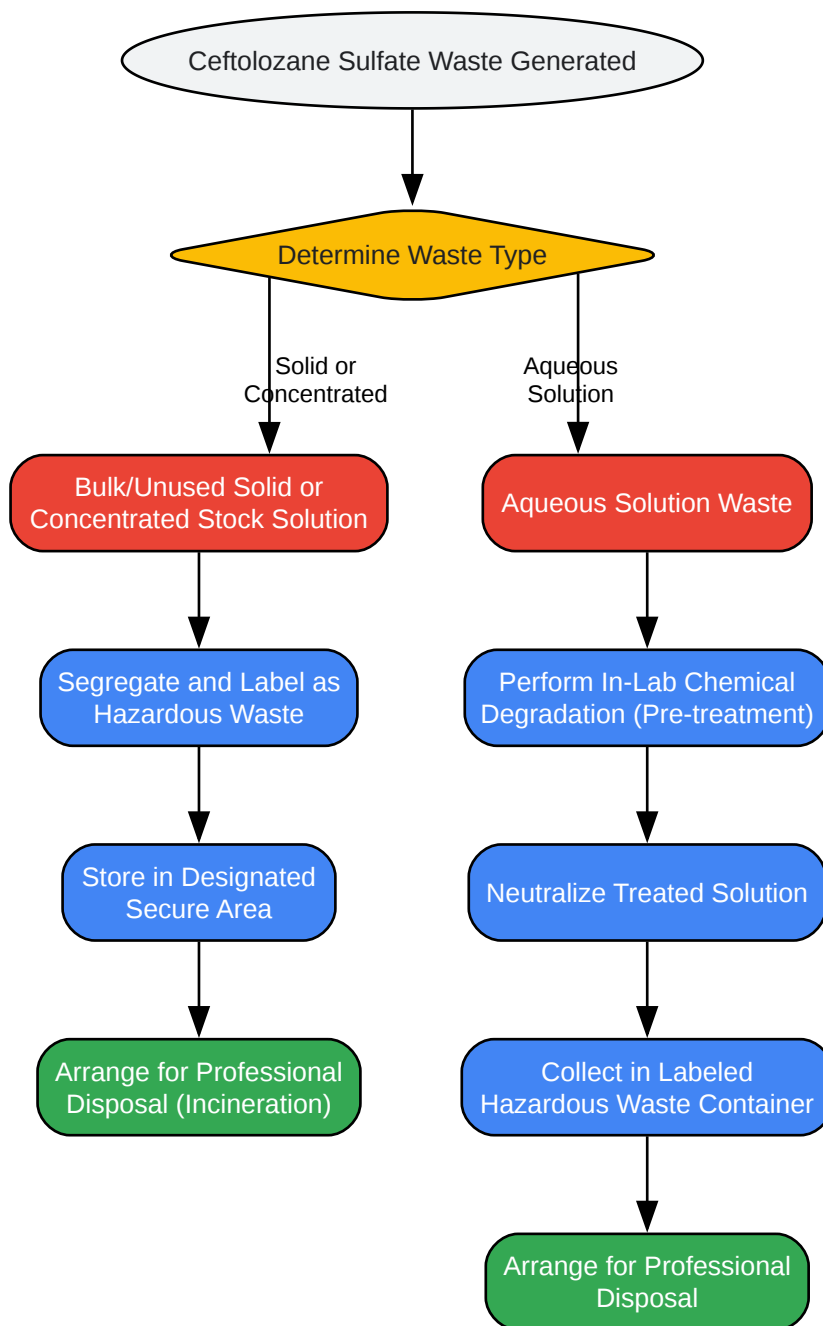 Ceftolozane Sulfate Waste Generated
Determine Waste Type
Solid or
Concentrated
Aqueous
Solution
Bulk/Unused Solid or
Concentrated Stock Solution
Aqueous Solution Waste
Segregate and Label as
Hazardous Waste
Perform In-Lab Chemical
Degradation (Pre-treatment)
Store in Designated
Secure Area
Neutralize Treated Solution
Arrange for Professional
Disposal (Incineration)
Collect in Labeled
Hazardous Waste Container
Arrange for Professional
Disposal